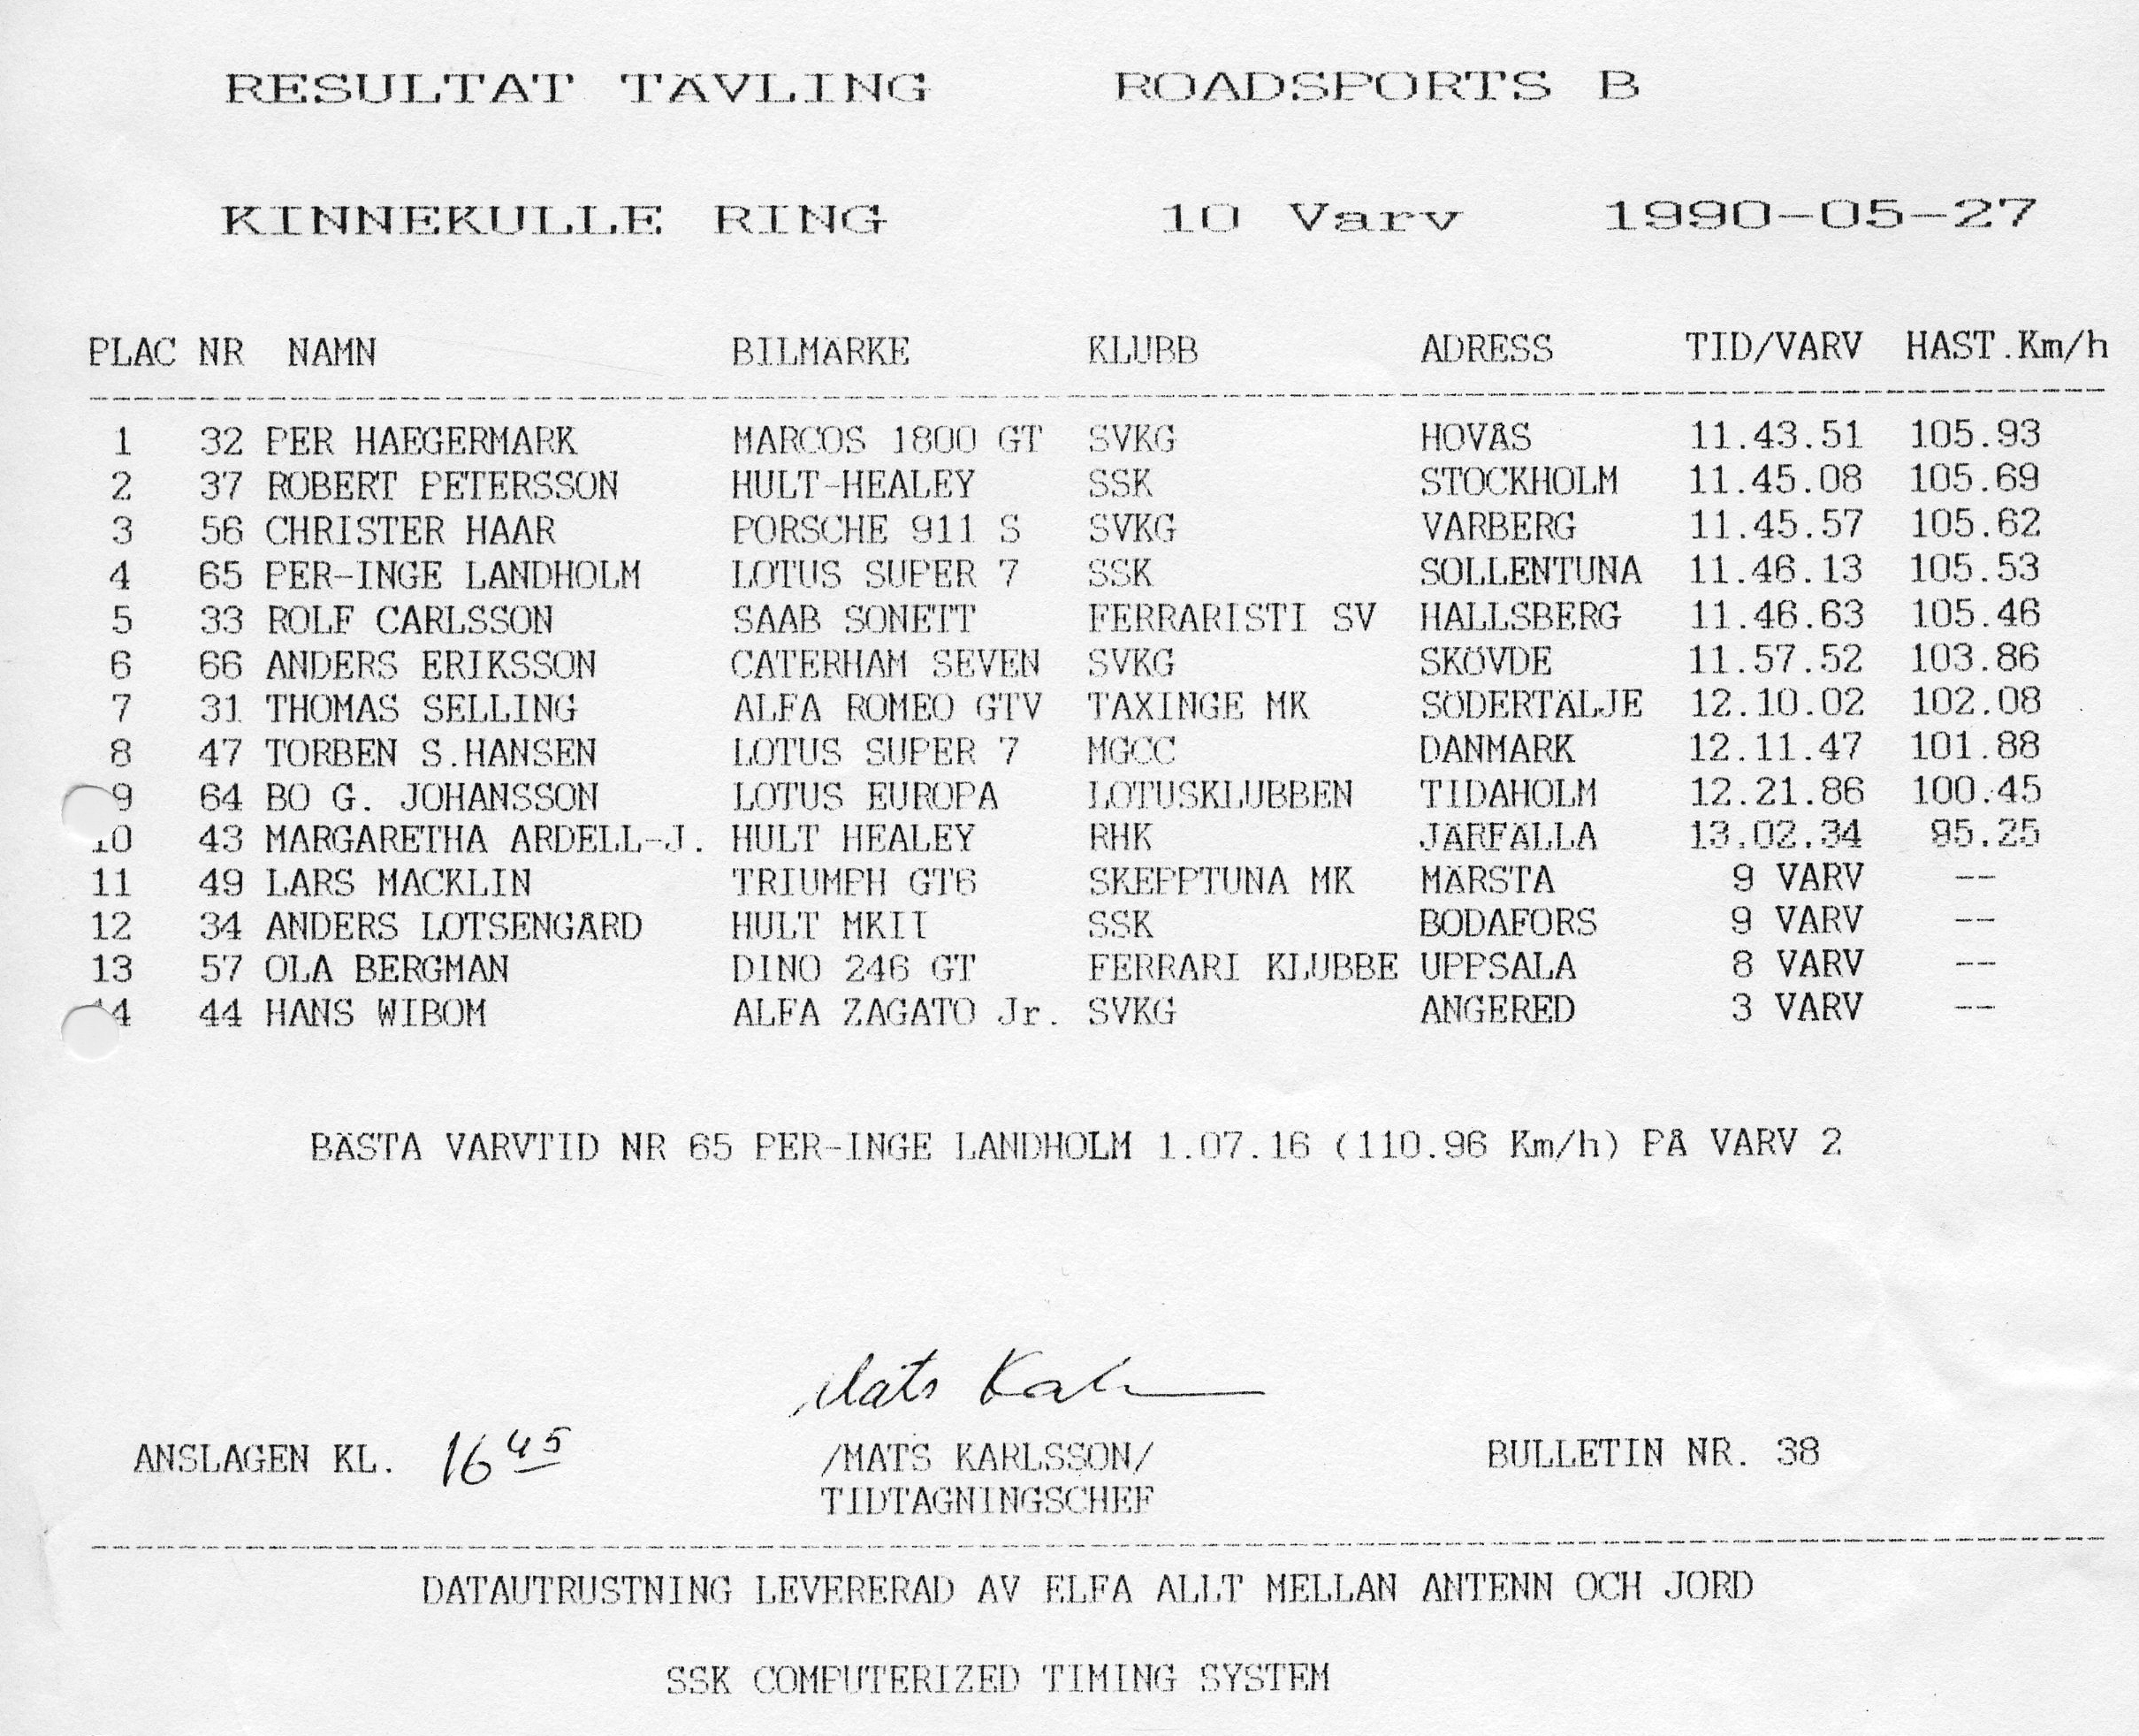 RESULTAT TÄVLING ROADSPORTS B
KINNEKULLE RING 10 Varv 1990-05-27
PLAC NR NAMN BILMÄRKE KLUBB ADRESS TID/VARV HAST.Km/h
1 32 PER HAEGERMARK MARCOS 1800 GT SVKG HOVÅS 11.43.51 105.93
2 37 ROBERT PETERSSON HULT-HEALEY SSK STOCKHOLM 11.45.08 105.69
3 56 CHRISTER HAAR PORSCHE 911 S SVKG VARBERG 11.45.57 105.62
4 65 PER-INGE LANDHOLM LOTUS SUPER 7 SSK SOLLENTUNA 11.46.13 105.53
5 33 ROLF CARLSSON SAAB SONETT FERRARISTI SV HALLSBERG 11.46.63 105.46
6 66 ANDERS ERIKSSON CATERHAM SEVEN SVKG SKÖVDE 11.57.52 103.86
7 31 THOMAS SELLING ALFA ROMEO GTV TAXINGE MK SÖDERTÄLJE 12.10.02 102.08
8 47 TORBEN S.HANSEN LOTUS SUPER 7 MGCC DANMARK 12.11.47 101.88
9 64 BO G. JOHANSSON LOTUS EUROPA LOTUSKLUBBEN TIDAHOLM 12.21.86 100.45
10 43 MARGARETHA ARDELL-J. HULT HEALEY RHK JÄRFÄLLA 13.02.34 95.25
11 49 LARS MACKLIN TRIUMPH GT6 SKEPPTUNA MK MÄRSTA 9 VARV --
12 34 ANDERS LOTSENGÅRD HULT MKII SSK BODAFORS 9 VARV --
13 57 OLA BERGMAN DINO 246 GT FERRARI KLUBBE UPPSALA 8 VARV --
14 44 HANS WIBOM ALFA ZAGATO Jr. SVKG ANGERED 3 VARV --
BÄSTA VARVTID NR 65 PER-INGE LANDHOLM 1.07.16 (110.96 Km/h) PÅ VARV 2
Mats Karlsson
ANSLAGEN KL. 16 45 /MATS KARLSSON/ BULLETIN NR. 38
TIDTAGNINGSCHEF
DATAUTRUSTNING LEVERERAD AV ELFA ALLT MELLAN ANTENN OCH JORD
SSK COMPUTERIZED TIMING SYSTEM